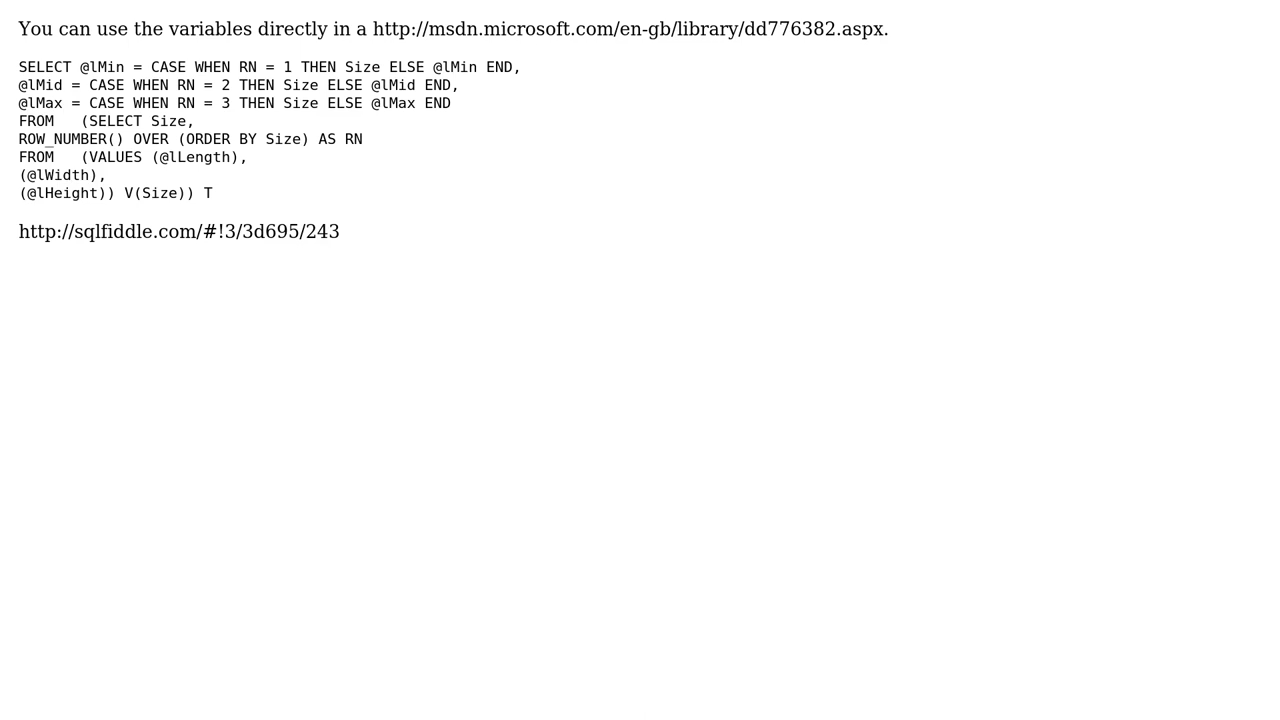 You can use the variables directly in a http://msdn.microsoft.com/en-gb/library/dd776382.aspx.
SELECT @lMin = CASE WHEN RN = 1 THEN Size ELSE @lMin END,
@lMid = CASE WHEN RN = 2 THEN Size ELSE @lMid END,
@lMax = CASE WHEN RN = 3 THEN Size ELSE @lMax END
FROM   (SELECT Size,
ROW_NUMBER() OVER (ORDER BY Size) AS RN
FROM   (VALUES (@lLength),
(@lWidth),
(@lHeight)) V(Size)) T
http://sqlfiddle.com/#!3/3d695/243